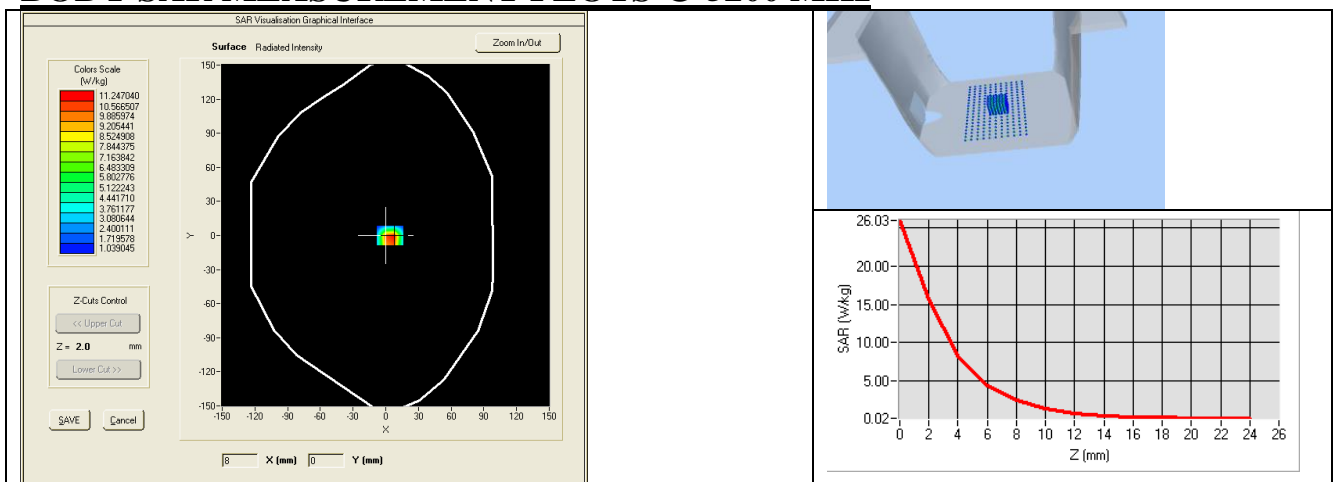 SAR Visualisation Graphical Interface
Surface Radiated Intensity
Zoom In/Out
Colors Scale
(W/kg)
11.247040
10.566507
9.885974
9.205441
8.524908
7.844375
7.163842
6.483309
5.802776
5.122243
4.441710
3.761177
3.080644
2.400111
1.719578
1.039045
Z-Cuts Control
<< Upper Cut
Z = 2.0 mm
Lower Cut >>
SAVE Cancel
150
120
90
60
30
0
-30
-60
-90
-120
-150
Y
-150 -120 -90 -60 -30 0 30 60 90 120 150
X
8 X (mm) 0 Y (mm)
26.03
20.00
15.00
10.00
5.00
0.02
SAR (W/kg)
0 2 4 6 8 10 12 14 16 18 20 22 24 26
Z (mm)